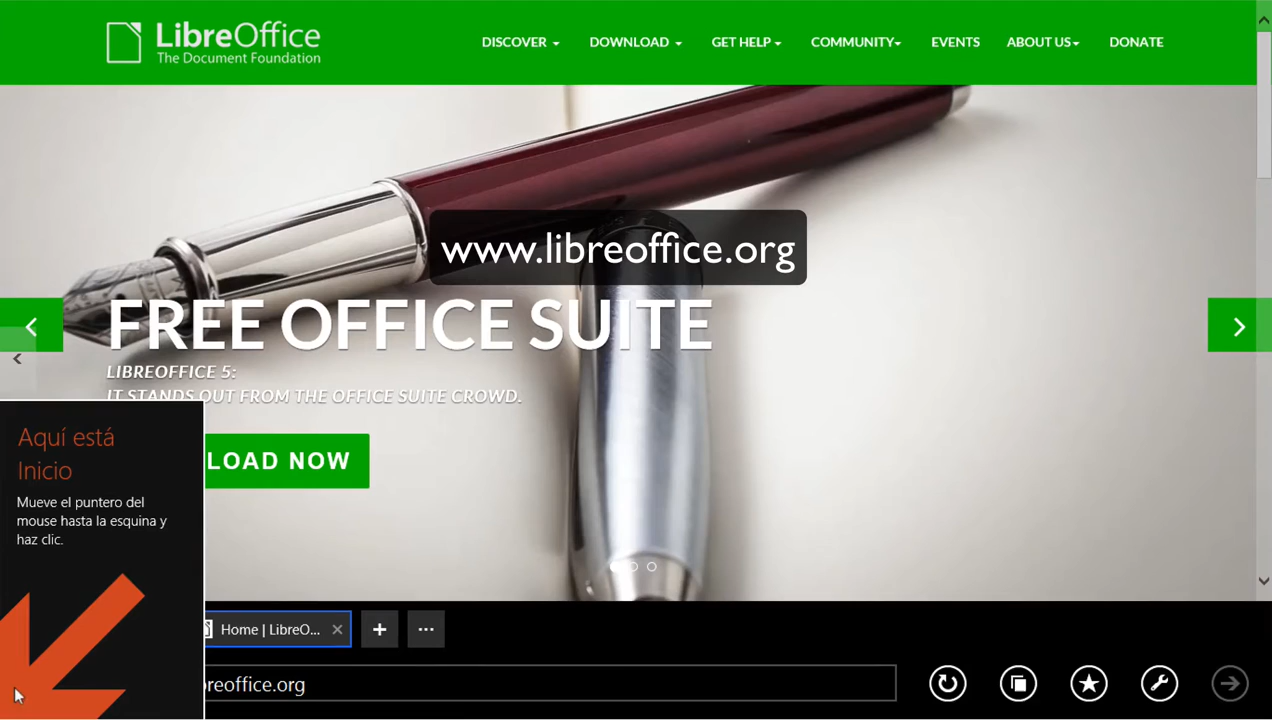 LibreOffice
The Document Foundation
DISCOVER
DOWNLOAD
GET HELP
COMMUNITY
EVENTS
ABOUT US
DONATE
www.libreoffice.org
FREE OFFICE SUITE
LIBREOFFICE 5:
IT STANDS OUT FROM THE OFFICE SUITE CROWD.
LOAD NOW
Aquí está
Inicio
Mueve el puntero del
mouse hasta la esquina y
haz clic.
Home | LibreO...
reoffice.org